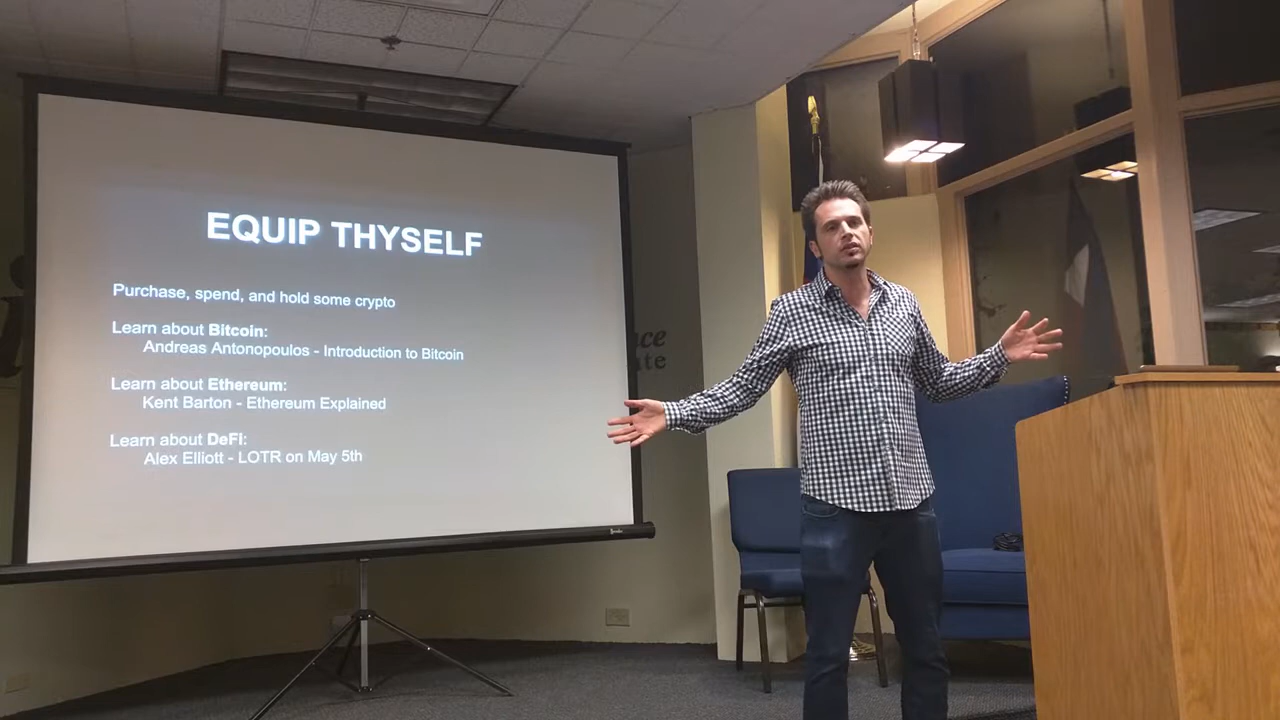 EQUIP THYSELF
Purchase, spend, and hold some crypto
Learn about Bitcoin:
Andreas Antonopoulos - Introduction to Bitcoin
Learn about Ethereum:
Kent Barton - Ethereum Explained
Learn about DeFI:
Alex Elliott - LOTR on May 5th